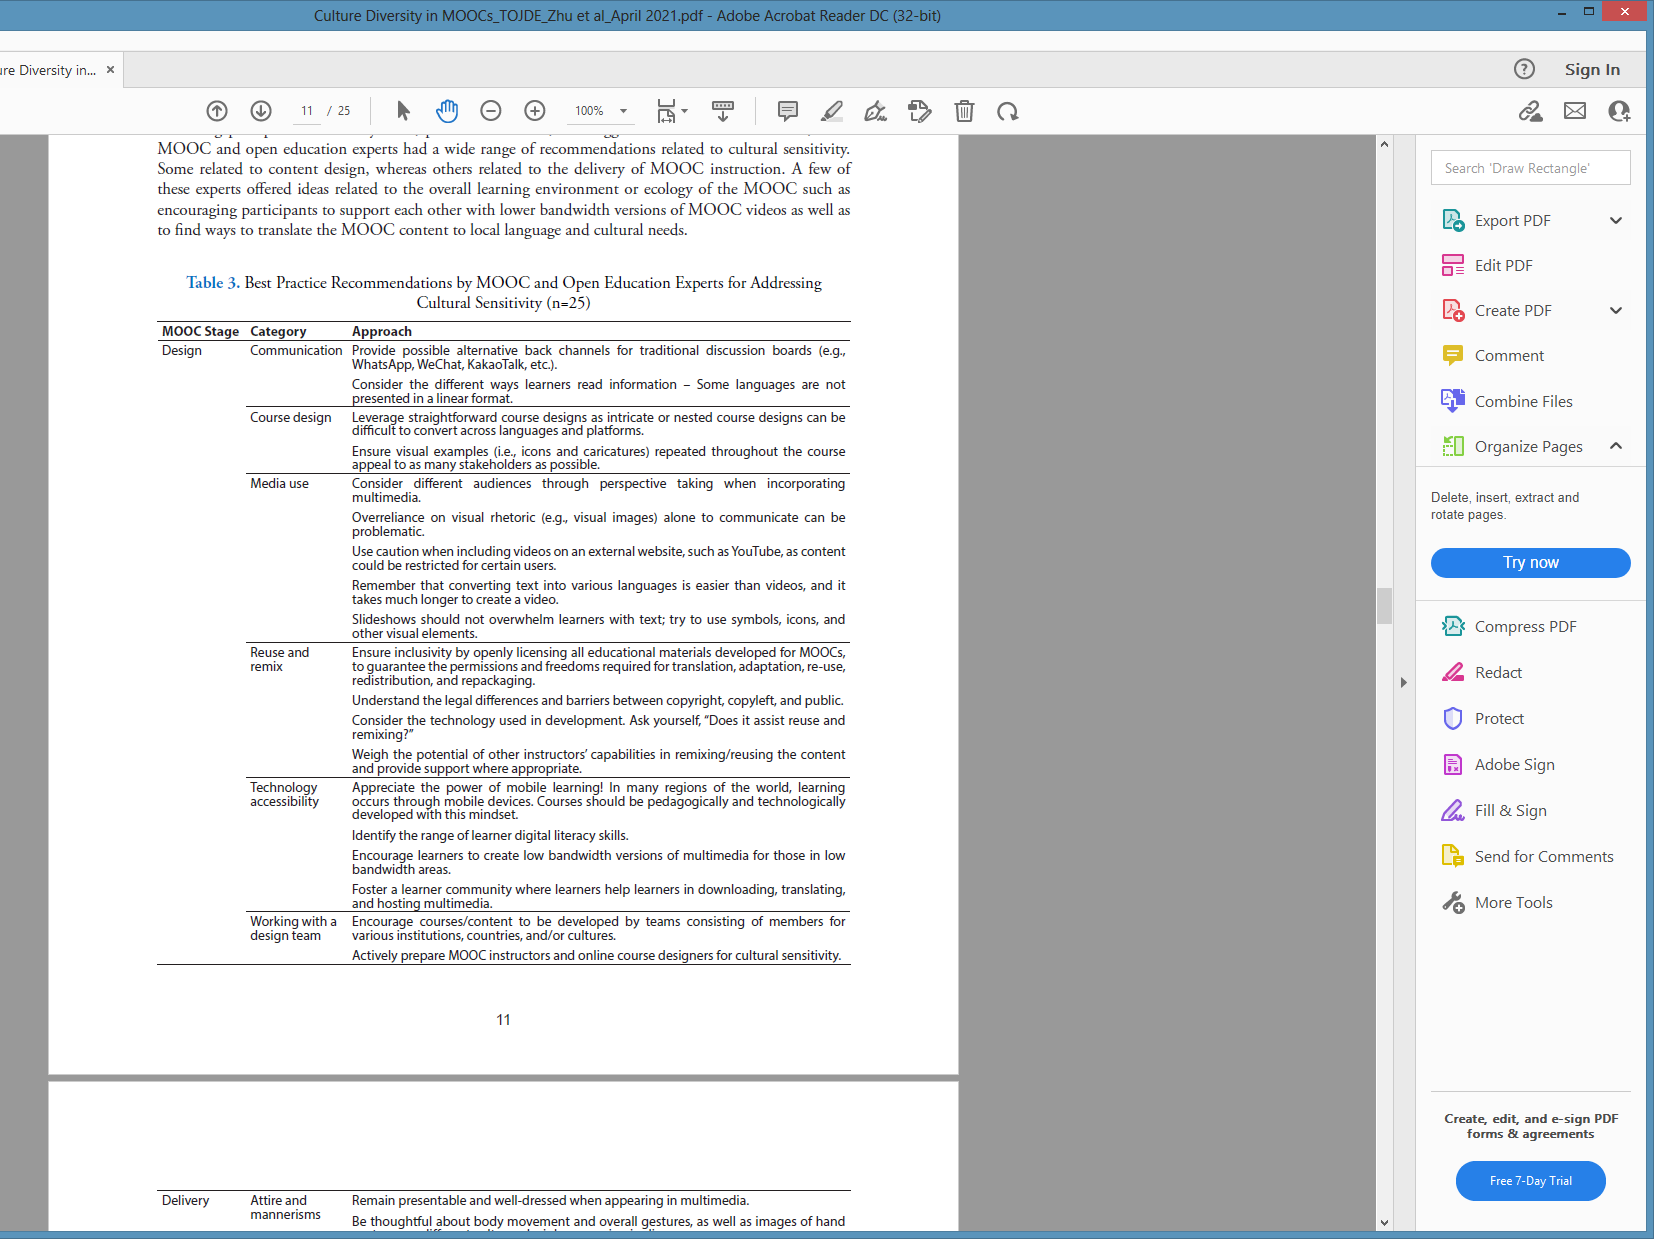 Culture Diversity in MOOCs_TOJDE_Zhu et al_April 2021.pdf - Adobe Acrobat Reader DC (32-bit)
ure Diversity in... ×
Sign In
11 / 25
100%
MOOC and open education experts had a wide range of recommendations related to cultural sensitivity.
Some related to content design, whereas others related to the delivery of MOOC instruction. A few of
these experts offered ideas related to the overall learning environment or ecology of the MOOC such as
encouraging participants to support each other with lower bandwidth versions of MOOC videos as well as
to find ways to translate the MOOC content to local language and cultural needs.
Table 3. Best Practice Recommendations by MOOC and Open Education Experts for Addressing
Cultural Sensitivity (n=25)
MOOC Stage Category Approach
Design Communication Provide possible alternative back channels for traditional discussion boards (e.g.,
WhatsApp, WeChat, KakaoTalk, etc.).
Consider the different ways learners read information – Some languages are not
presented in a linear format.
Course design Leverage straightforward course designs as intricate or nested course designs can be
difficult to convert across languages and platforms.
Ensure visual examples (i.e., icons and caricatures) repeated throughout the course
appeal to as many stakeholders as possible.
Media use Consider different audiences through perspective taking when incorporating
multimedia.
Overreliance on visual rhetoric (e.g., visual images) alone to communicate can be
problematic.
Use caution when including videos on an external website, such as YouTube, as content
could be restricted for certain users.
Remember that converting text into various languages is easier than videos, and it
takes much longer to create a video.
Slideshows should not overwhelm learners with text; try to use symbols, icons, and
other visual elements.
Reuse and Ensure inclusivity by openly licensing all educational materials developed for MOOCs,
remix to guarantee the permissions and freedoms required for translation, adaptation, re-use,
redistribution, and repackaging.
Understand the legal differences and barriers between copyright, copyleft, and public.
Consider the technology used in development. Ask yourself, “Does it assist reuse and
remixing?”
Weigh the potential of other instructors’ capabilities in remixing/reusing the content
and provide support where appropriate.
Technology Appreciate the power of mobile learning! In many regions of the world, learning
accessibility occurs through mobile devices. Courses should be pedagogically and technologically
developed with this mindset.
Identify the range of learner digital literacy skills.
Encourage learners to create low bandwidth versions of multimedia for those in low
bandwidth areas.
Foster a learner community where learners help learners in downloading, translating,
and hosting multimedia.
Working with a Encourage courses/content to be developed by teams consisting of members for
design team various institutions, countries, and/or cultures.
Actively prepare MOOC instructors and online course designers for cultural sensitivity.
11
Delivery Attire and Remain presentable and well-dressed when appearing in multimedia.
mannerisms
Be thoughtful about body movement and overall gestures, as well as images of hand
Search 'Draw Rectangle'
Export PDF
Edit PDF
Create PDF
Comment
Combine Files
Organize Pages
Delete, insert, extract and
rotate pages.
Try now
Compress PDF
Redact
Protect
Adobe Sign
Fill & Sign
Send for Comments
More Tools
Create, edit, and e-sign PDF
forms & agreements
Free 7-Day Trial